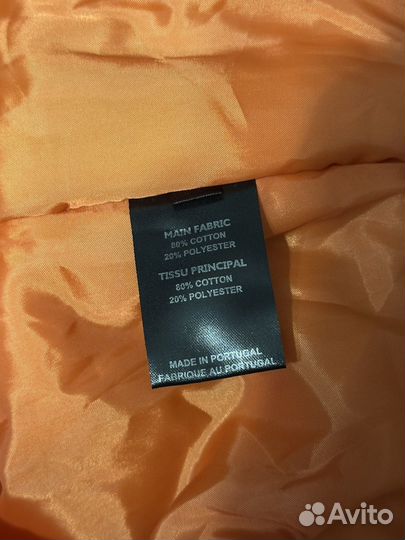 MAIN FABRIC
80% COTTON
20% POLYESTER
TISSU PRINCIPAL
80% COTTON
20% POLYESTER
MADE IN PORTUGAL
FABRIQUE AU PORTUGAL
Avito